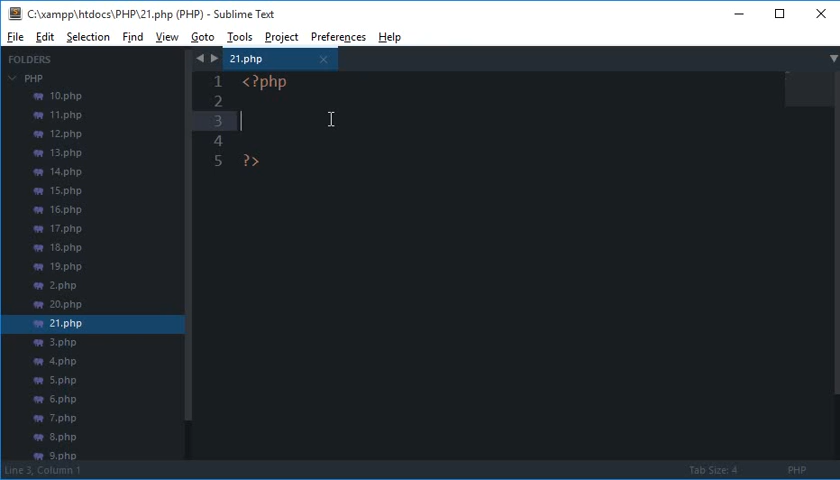 C:\xampp\htdocs\PHP\21.php (PHP) - Sublime Text
File Edit Selection Find View Goto Tools Project Preferences Help
FOLDERS
PHP
10.php
11.php
12.php
13.php
14.php
15.php
16.php
17.php
18.php
19.php
2.php
20.php
21.php
3.php
4.php
5.php
6.php
7.php
8.php
9.php
21.php
1 <?php
2
3
4
5 ?>
Line 3, Column 1
Tab Size: 4
PHP